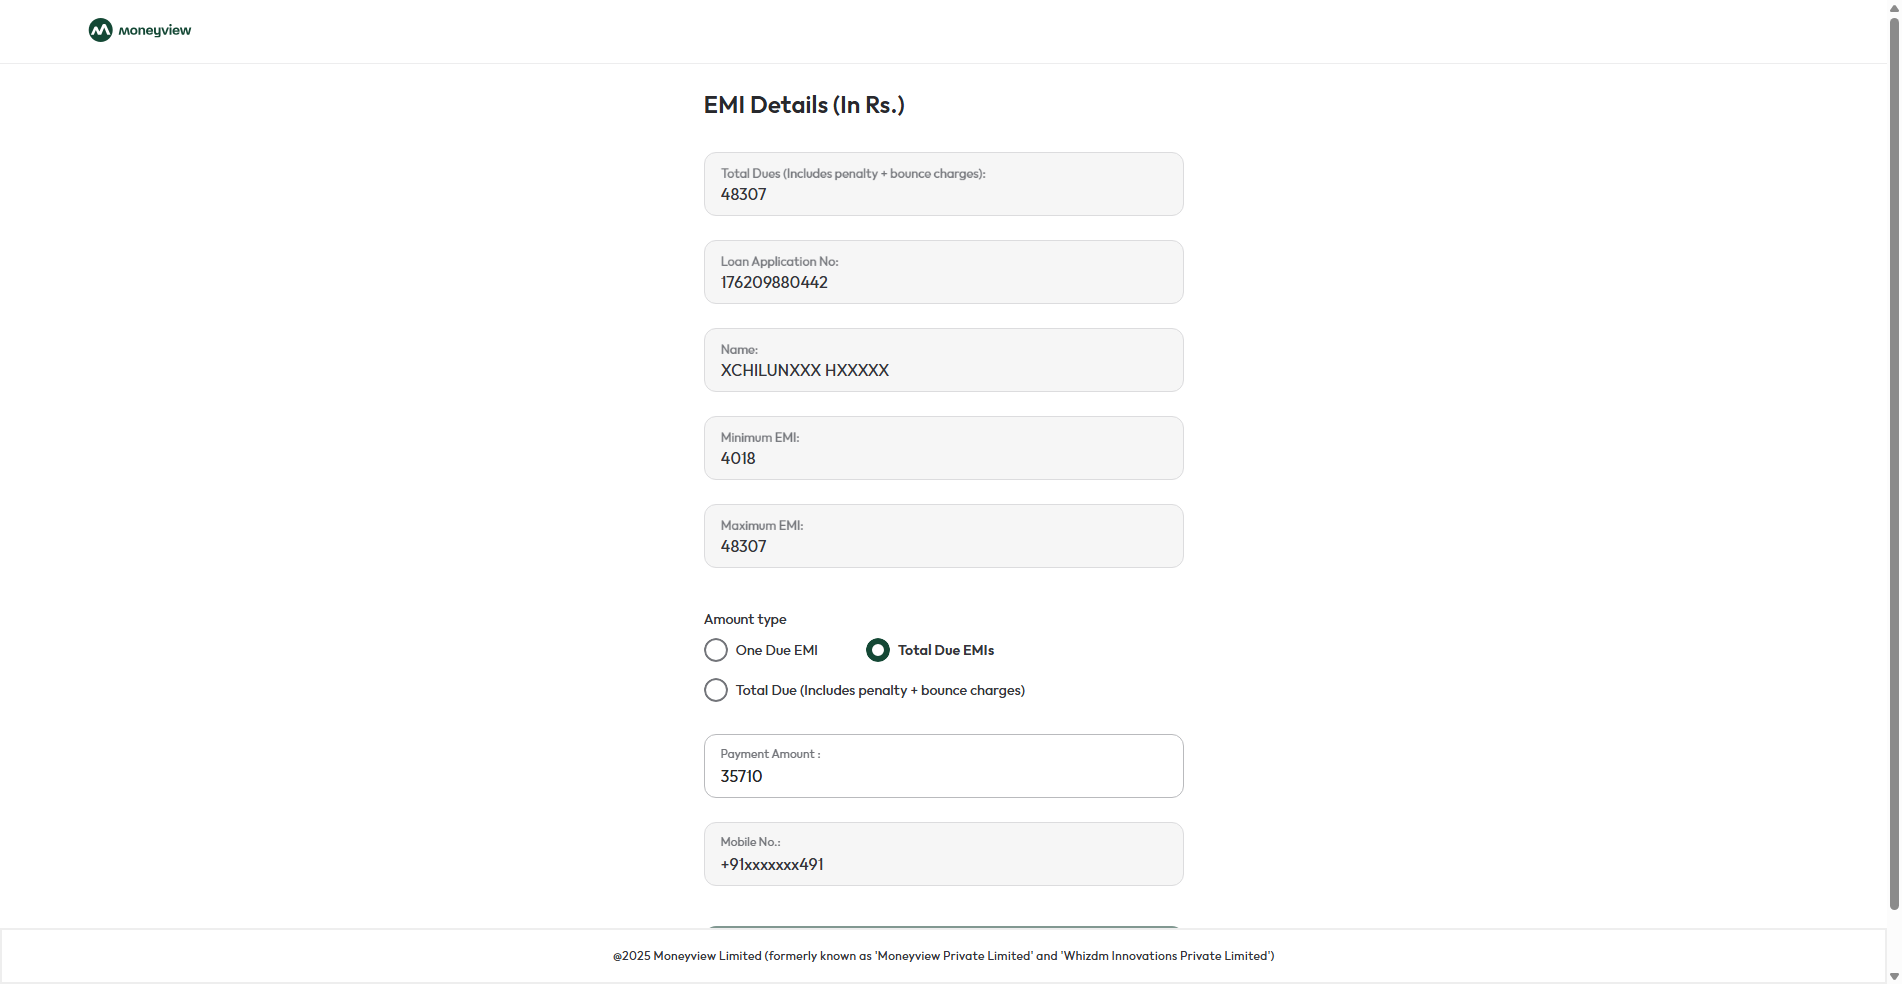 moneyview
EMI Details (In Rs.)
Total Dues (Includes penalty + bounce charges):
48307
Loan Application No:
176209880442
Name:
XCHILUNXXX HXXXXX
Minimum EMI:
4018
Maximum EMI:
48307
Amount type
One Due EMI
Total Due EMIs
Total Due (Includes penalty + bounce charges)
Payment Amount :
35710
Mobile No.:
+91xxxxxxx491
@2025 Moneyview Limited (formerly known as 'Moneyview Private Limited' and 'Whizdm Innovations Private Limited')